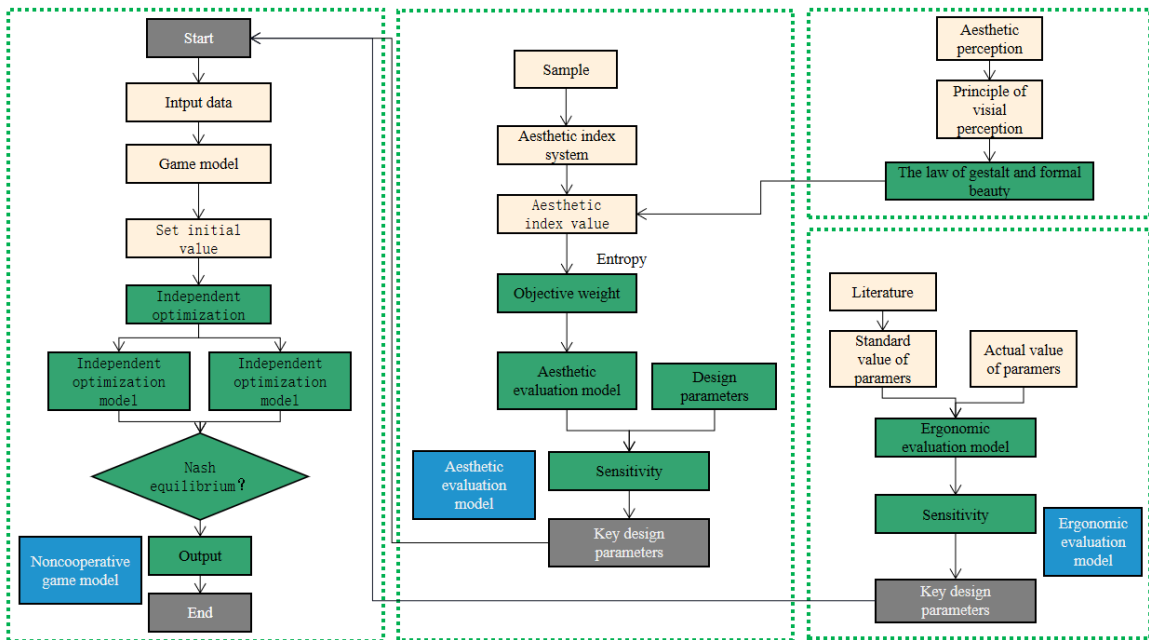 Start
Intput data
Game model
Set initial
value
Independent
optimization
Independent
optimization
model
Independent
optimization
model
Nash
equilibrium?
Noncooperative
game model
Output
End
Sample
Aesthetic index
system
Aesthetic
index value
Entropy
Objective weight
Aesthetic
evaluation model
Design
parameters
Aesthetic
evaluation
model
Sensitivity
Key design
parameters
Aesthetic
perception
Principle of
visial
perception
The law of gestalt and formal
beauty
Literature
Standard
value of
paramers
Actual value
of paramers
Ergonomic
evaluation model
Sensitivity
Ergonomic
evaluation
model
Key design
parameters